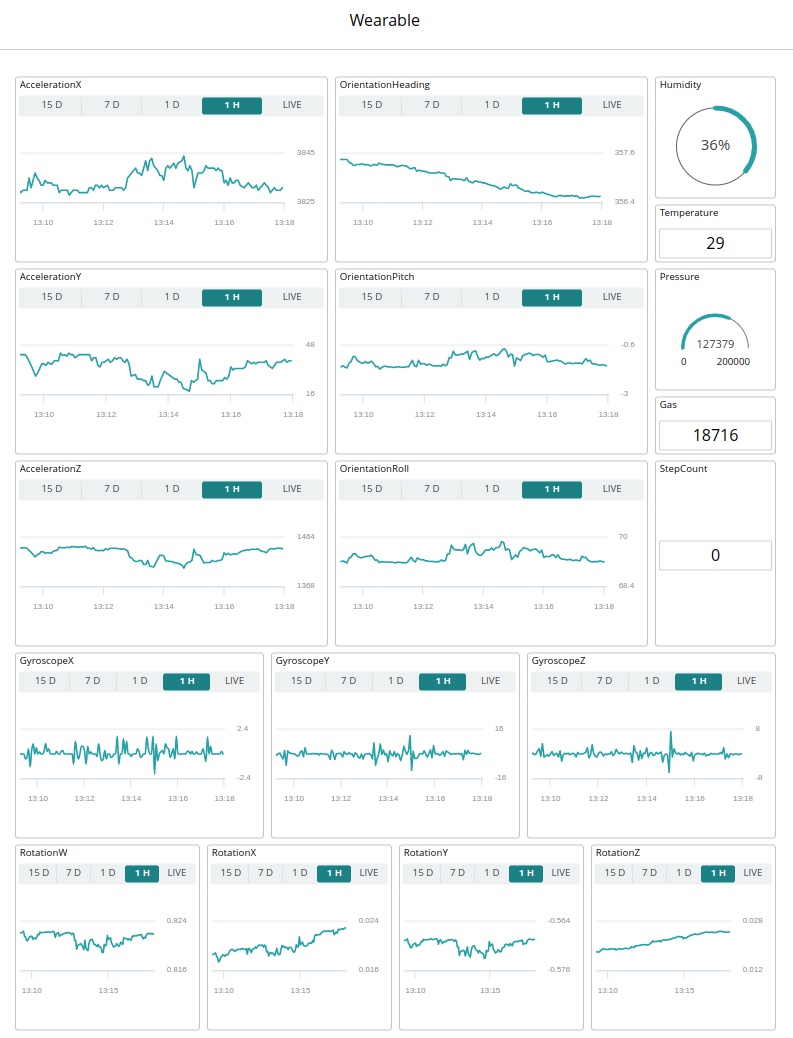 Wearable
AccelerationX
15 D 7 D 1 D 1 H LIVE
3845
3825
13:10 13:12 13:14 13:16 13:18
OrientationHeading
15 D 7 D 1 D 1 H LIVE
357.6
356.4
13:10 13:12 13:14 13:16 13:18
Humidity
36%
Temperature
29
AccelerationY
15 D 7 D 1 D 1 H LIVE
48
16
13:10 13:12 13:14 13:16 13:18
OrientationPitch
15 D 7 D 1 D 1 H LIVE
-0.6
-3
13:10 13:12 13:14 13:16 13:18
Pressure
127379
0 200000
Gas
18716
AccelerationZ
15 D 7 D 1 D 1 H LIVE
1464
1368
13:10 13:12 13:14 13:16 13:18
OrientationRoll
15 D 7 D 1 D 1 H LIVE
70
68.4
13:10 13:12 13:14 13:16 13:18
StepCount
0
GyroscopeX
15 D 7 D 1 D 1 H LIVE
2.4
-2.4
13:10 13:12 13:14 13:16 13:18
GyroscopeY
15 D 7 D 1 D 1 H LIVE
16
-16
13:10 13:12 13:14 13:16 13:18
GyroscopeZ
15 D 7 D 1 D 1 H LIVE
8
-8
13:10 13:12 13:14 13:16 13:18
RotationW
15 D 7 D 1 D 1 H LIVE
0.824
0.816
13:10 13:15
RotationX
15 D 7 D 1 D 1 H LIVE
0.024
0.016
13:10 13:15
RotationY
15 D 7 D 1 D 1 H LIVE
-0.564
-0.576
13:10 13:15
RotationZ
15 D 7 D 1 D 1 H LIVE
0.028
0.012
13:10 13:15